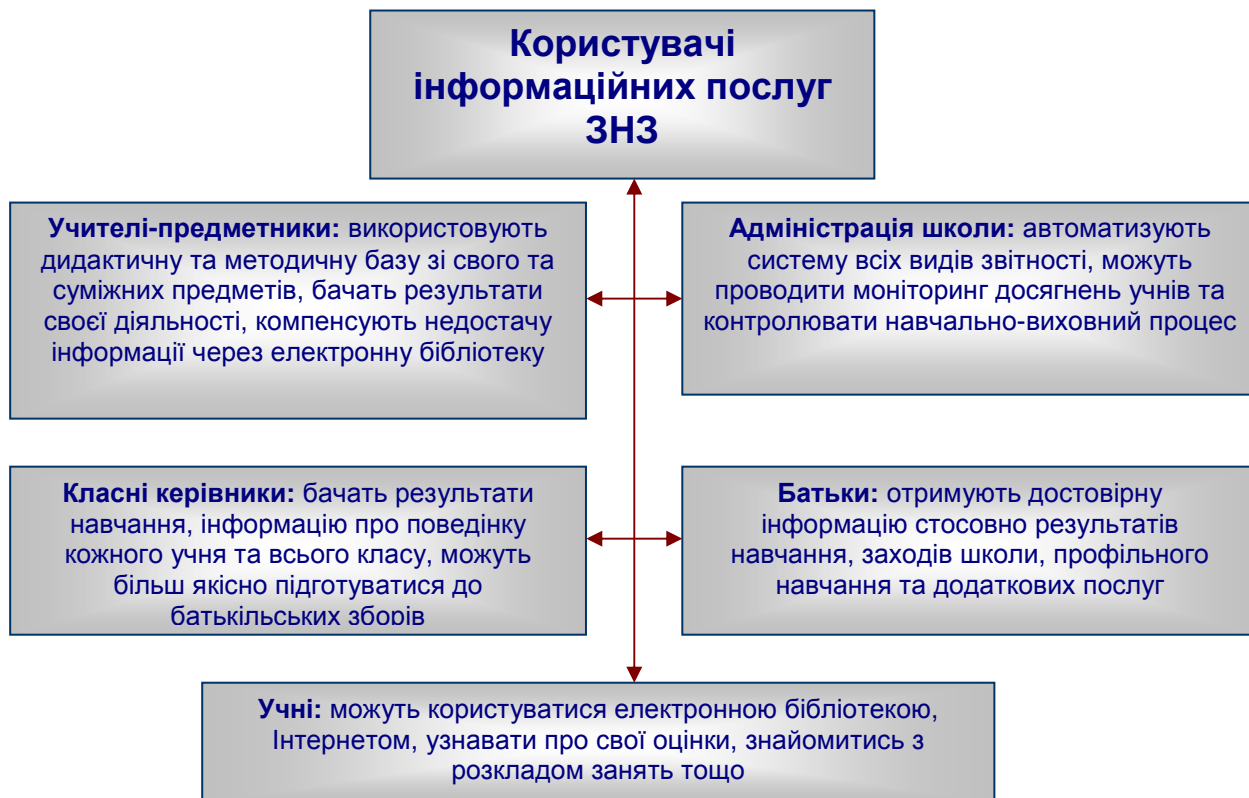 Користувачі
інформаційних послуг
ЗНЗ
Учителі-предметники: використовують
дидактичну та методичну базу зі свого та
суміжних предметів, бачать результати
своєї діяльності, компенсують недостачу
інформації через електронну бібліотеку
Адміністрація школи: автоматизують
систему всіх видів звітності, можуть
проводити моніторинг досягнень учнів та
контролювати навчально-виховний процес
Класні керівники: бачать результати
навчання, інформацію про поведінку
кожного учня та всього класу, можуть
більш якісно підготуватися до
батькільських зборів
Батьки: отримують достовірну
інформацію стосовно результатів
навчання, заходів школи, профільного
навчання та додаткових послуг
Учні: можуть користуватися електронною бібліотекою,
Інтернетом, узнавати про свої оцінки, знайомитись з
розкладом занять тощо